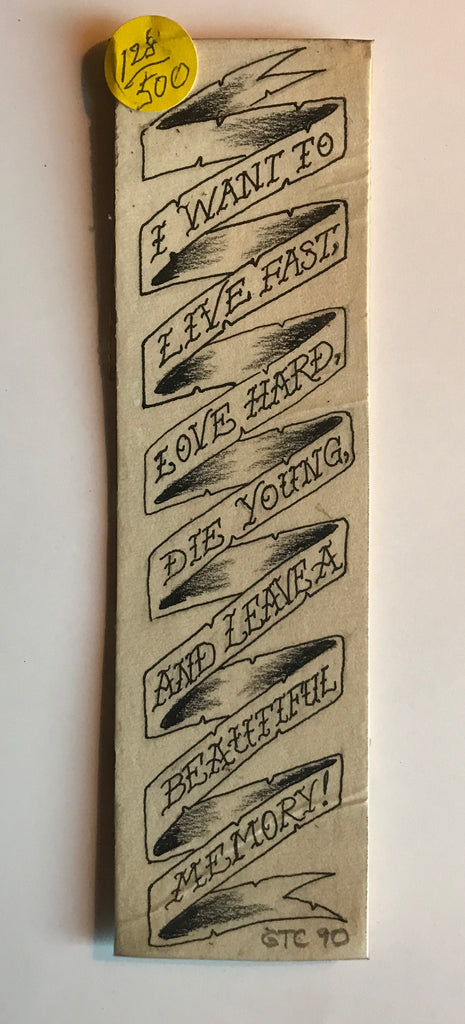 128
500
I WANT TO
LIVE FAST,
LOVE HARD,
DIE YOUNG,
AND LEAVE A
BEAUTIFUL
MEMORY!
GTC 90